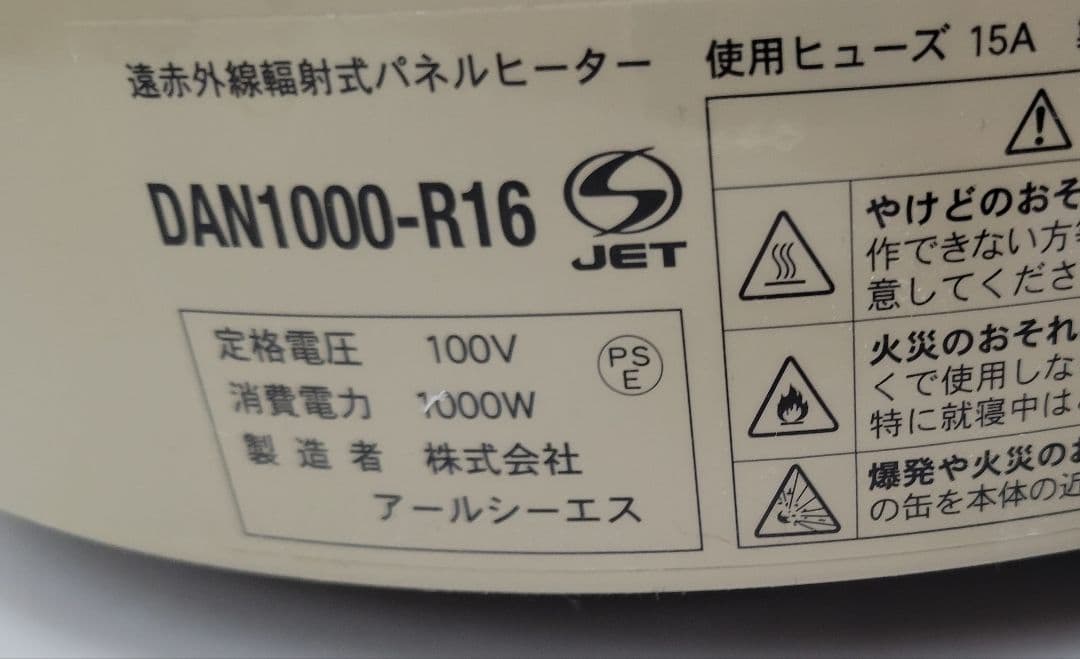 遠赤外線輻射式パネルヒーター
使用ヒューズ 15A
DAN1000-R16
JET
定格電圧 100V
消費電力 1000W
製造者 株式会社
アールシーエス
PS
E
やけどのおそ
作できない方
意してくださ
火災のおそれ
くで使用しな
特に就寝中は
爆発や火災の
の缶を本体の近